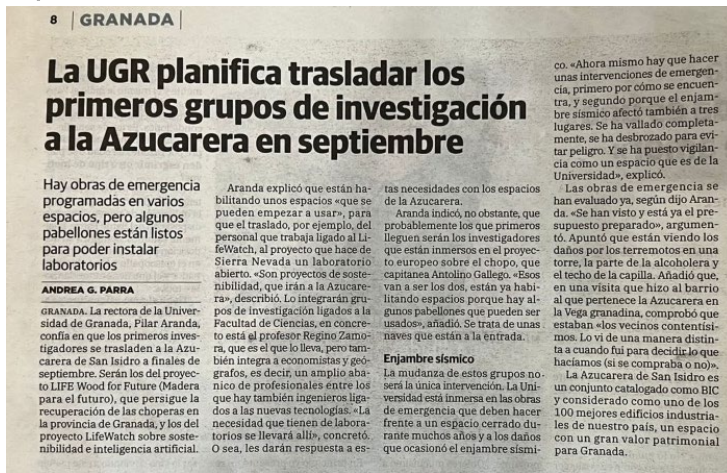 8 | GRANADA |
La UGR planifica trasladar los
primeros grupos de investigación
a la Azucarera en septiembre
Hay obras de emergencia
programadas en varios
espacios, pero algunos
pabellones están listos
para poder instalar
laboratorios
ANDREA G. PARRA
GRANADA. La rectora de la Univer-
sidad de Granada, Pilar Aranda,
confía en que los primeros inves-
tigadores se trasladen a la Azu-
carera de San Isidro a finales de
septiembre. Serán los del proyec-
to LIFE Wood for Future (Madera
para el futuro), que persigue la
recuperación de las choperas en
la provincia de Granada, y los del
proyecto LifeWatch sobre soste-
nibilidad e inteligencia artificial.
Aranda explicó que están ha-
bilitando unos espacios «que se
pueden empezar a usar», para
que el traslado, por ejemplo, del
personal que trabaja ligado al Li-
feWatch, al proyecto que hace de
Sierra Nevada un laboratorio
abierto. «Son proyectos de soste-
nibilidad, que irán a la Azucare-
ra», describió. Lo integrarán gru-
pos de investigación ligados a la
Facultad de Ciencias, en concre-
to está el profesor Regino Zamo-
ra, que es el que lo lleva, pero tam-
bién integra a economistas y geó-
grafos, es decir, un amplio aba-
nico de profesionales entre los
que hay también ingenieros liga-
dos a las nuevas tecnologías. «La
necesidad que tienen de labora-
torios se llevará allí», concretó.
O sea, les darán respuesta a es-
tas necesidades con los espacios
de la Azucarera.
Aranda indicó, no obstante, que
probablemente los que primero
lleguen serán los investigadores
que están inmersos en el proyec-
to europeo sobre el chopo, que
capitanea Antolino Gallego. «Esos
van a ser los dos, están ya habi-
litando espacios porque hay al-
gunos pabellones que pueden ser
usados», añadió. Se trata de unas
naves que están a la entrada.
Enjambre sísmico
La mudanza de estos grupos no
será la única intervención. La Uni-
versidad está inmersa en las obras
de emergencia que deben hacer
frente a un espacio cerrado du-
rante muchos años y a los daños
que ocasionó el enjambre sísmi-
co. «Ahora mismo hay que hacer
unas intervenciones de emergen-
cia, primero por cómo se encuen-
tra, y segundo porque el enjam-
bre sísmico afectó también a tres
lugares. Se ha vallado completa-
mente, se ha desbrozado para evi-
tar peligro. Y se ha puesto vigilan-
cia como un espacio que es de la
Universidad», explicó.
Las obras de emergencia se
han evaluado ya, según dijo Aran-
da. «Se han visto y está ya el pre-
supuesto preparado», argumen-
tó. Apuntó que están viendo los
daños por los terremotos en una
torre, la parte de la alcoholera y
el techo de la capilla. Añadió que,
en una visita que hizo al barrio
al que pertenece la Azucarera en
la Vega granadina, comprobó que
estaban «los vecinos contentísi-
mos. Lo vi de una manera distin-
ta a cuando fui para decidir lo que
hacíamos (si se compraba o no)».
La Azucarera de San Isidro es
un conjunto catalogado como BIC
y considerado como uno de los
100 mejores edificios industria-
les de nuestro país, un espacio
con un gran valor patrimonial
para Granada.